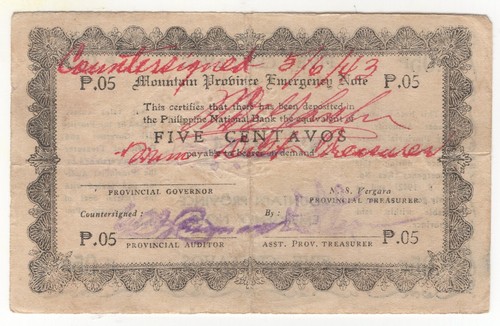 Countersigned 5/6/43
₱.05 Mountain Province Emergency Note ₱.05
This certifies that there has been deposited in
the Philippine National Bank the equivalent of
FIVE CENTAVOS
payable to bearer on demand.
Treasurer
PROVINCIAL GOVERNOR
N. S. Vergara
PROVINCIAL TREASURER
Countersigned: By:
₱.05 ₱.05
PROVINCIAL AUDITOR ASST. PROV. TREASURER